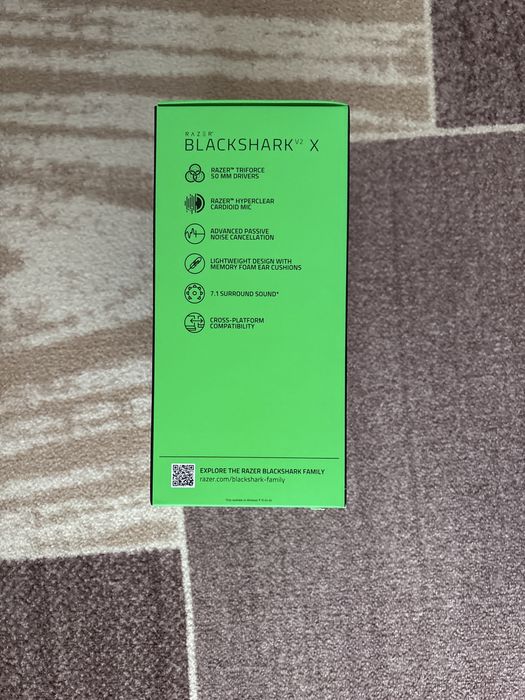 RAZER™
BLACKSHARK V2 X
RAZER™ TRIFORCE
50 MM DRIVERS
RAZER™ HYPERCLEAR
CARDIOID MIC
ADVANCED PASSIVE
NOISE CANCELLATION
LIGHTWEIGHT DESIGN WITH
MEMORY FOAM EAR CUSHIONS
7.1 SURROUND SOUND*
CROSS-PLATFORM
COMPATIBILITY
EXPLORE THE RAZER BLACKSHARK FAMILY
razer.com/blackshark-family